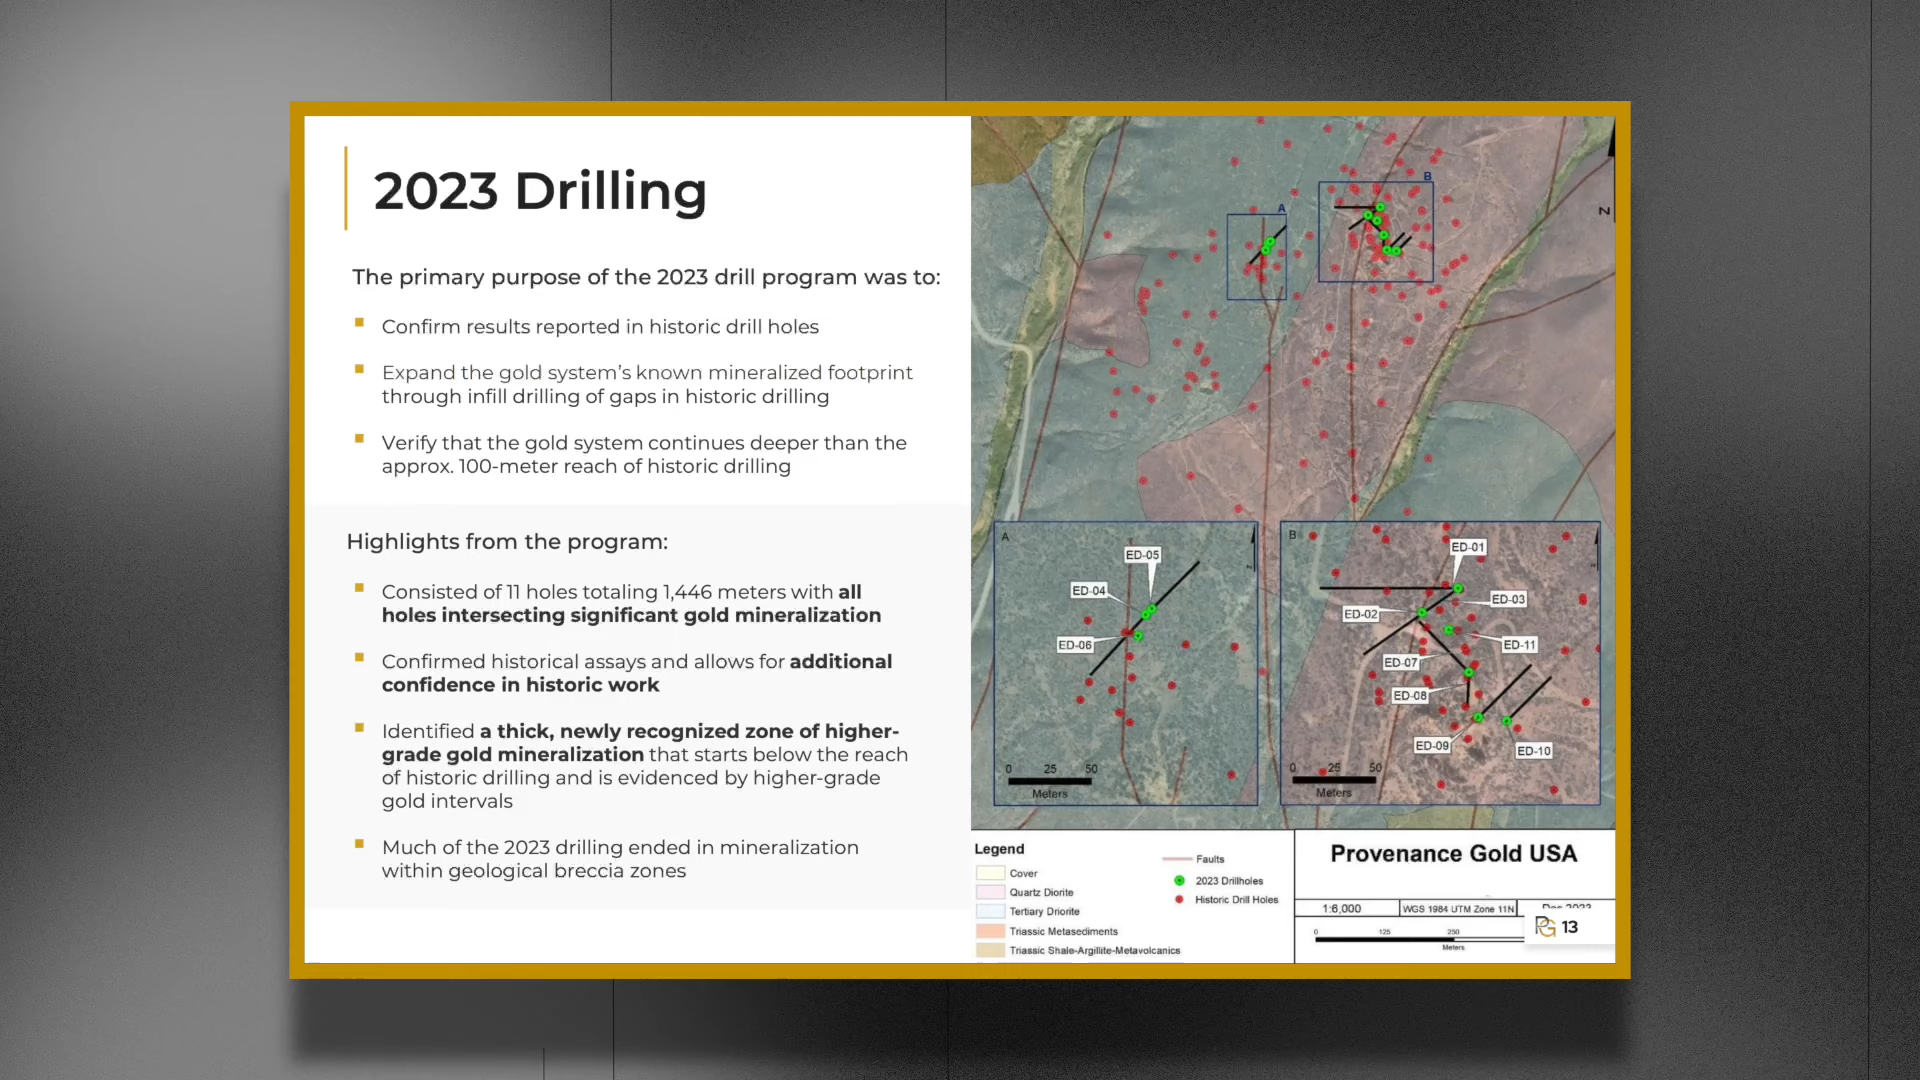 2023 Drilling
The primary purpose of the 2023 drill program was to:
Confirm results reported in historic drill holes
Expand the gold system's known mineralized footprint
through infill drilling of gaps in historic drilling
Verify that the gold system continues deeper than the
approx. 100-meter reach of historic drilling
Highlights from the program:
Consisted of 11 holes totaling 1,446 meters with all
holes intersecting significant gold mineralization
Confirmed historical assays and allows for additional
confidence in historic work
Identified a thick, newly recognized zone of higher-
grade gold mineralization that starts below the reach
of historic drilling and is evidenced by higher-grade
gold intervals
Much of the 2023 drilling ended in mineralization
within geological breccia zones
A
B
Z
A
ED-05
ED-04
ED-06
0 25 50
Meters
B
ED-01
ED-03
ED-02
ED-11
ED-07
ED-08
ED-09
ED-10
0 25 50
Meters
Legend
Cover
Quartz Diorite
Tertiary Driorite
Triassic Metasediments
Triassic Shale-Argillite-Metavolcanics
Faults
2023 Drillholes
Historic Drill Holes
Provenance Gold USA
1:6,000 WGS 1984 UTM Zone 11N Dec 2023
0 125 250
Meters
PG 13